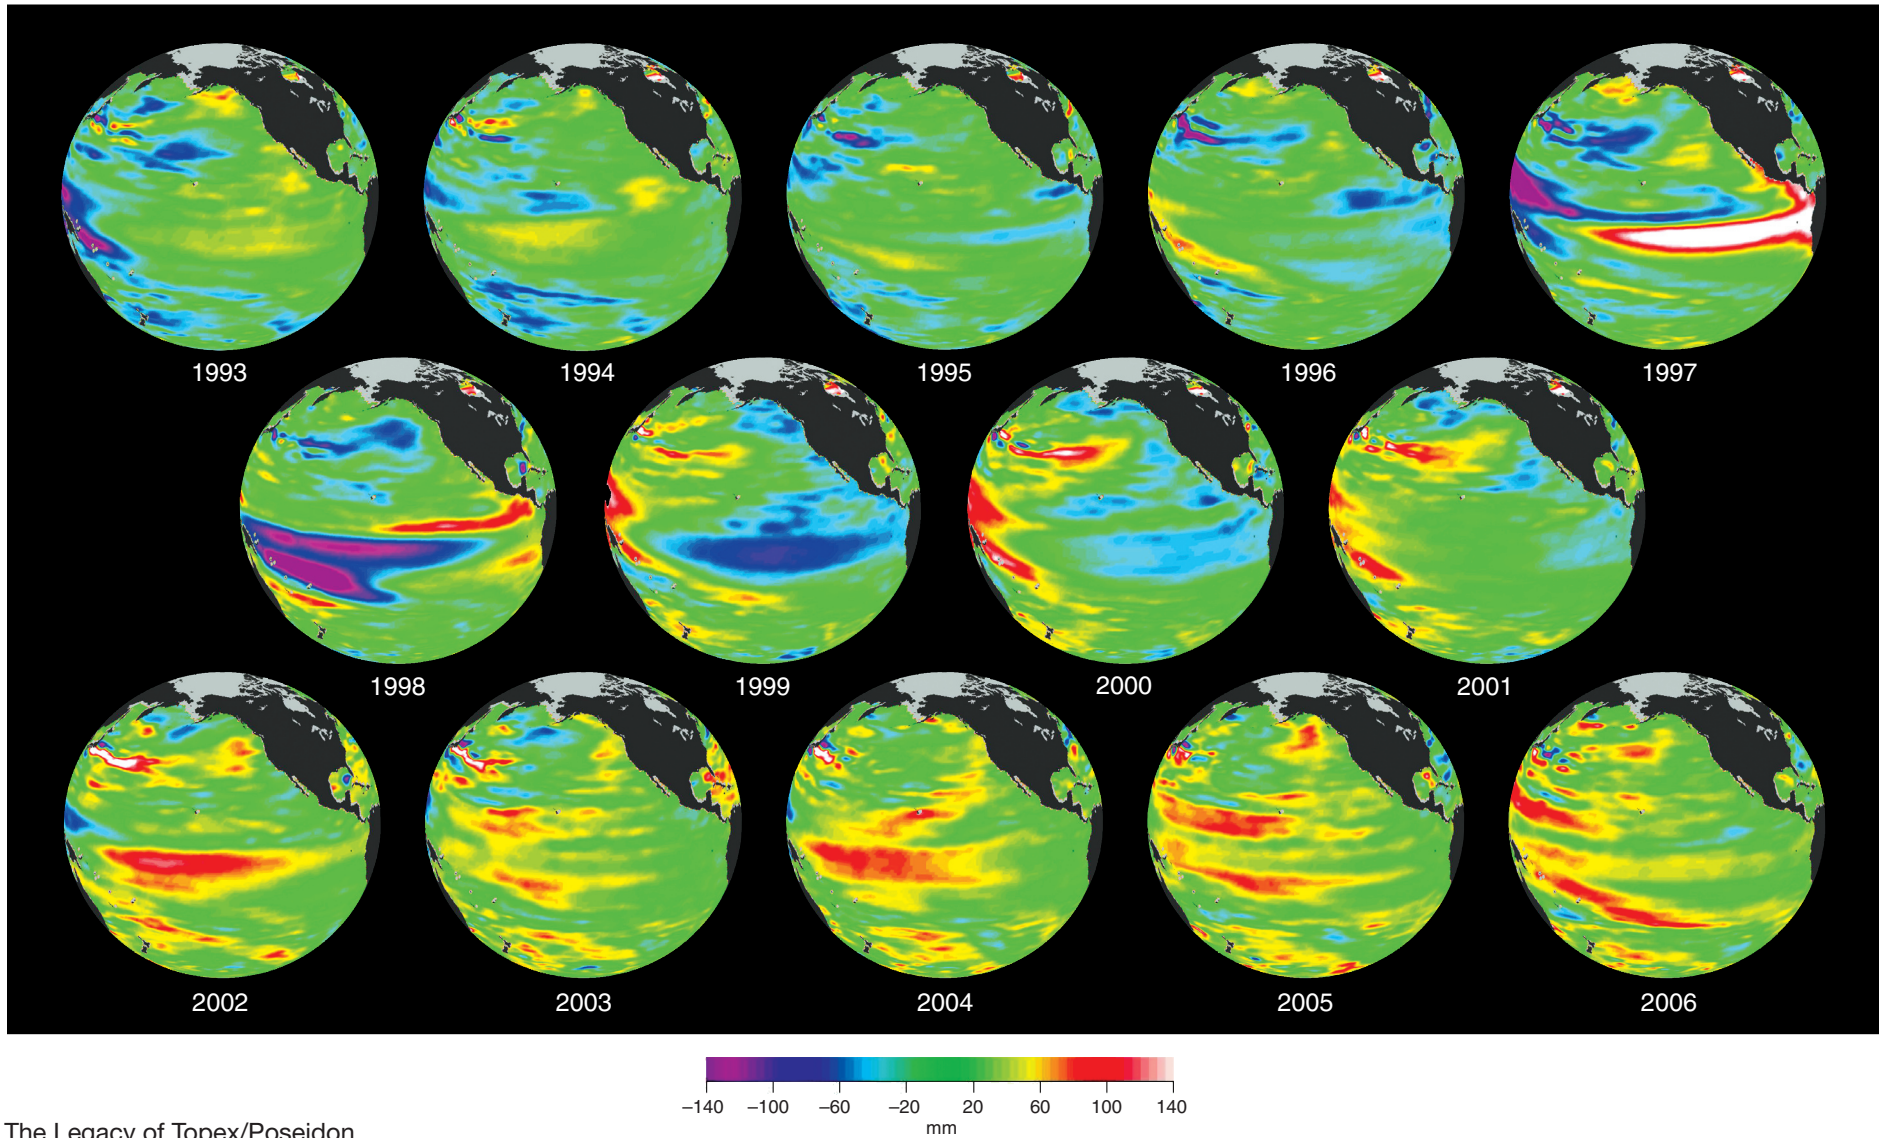 1993 1994 1995 1996 1997
1998 1999 2000 2001
2002 2003 2004 2005 2006
−140 −100 −60 −20 20 60 100 140
mm
The Legacy of Topex/Poseidon